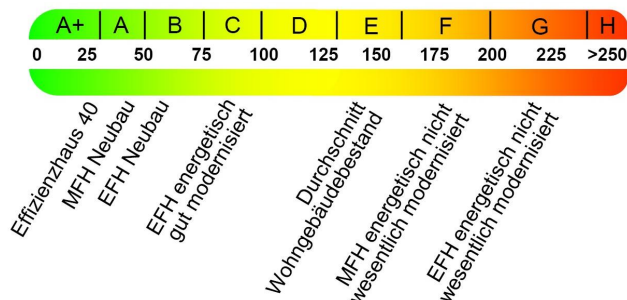 A+ A B C D E F G H
0 25 50 75 100 125 150 175 200 225 >250
Effizienzhaus 40
MFH Neubau
EFH Neubau
EFH energetisch
gut modernisiert
Durchschnitt
Wohngebäudebestand
MFH energetisch nicht
wesentlich modernisiert
EFH energetisch nicht
wesentlich modernisiert